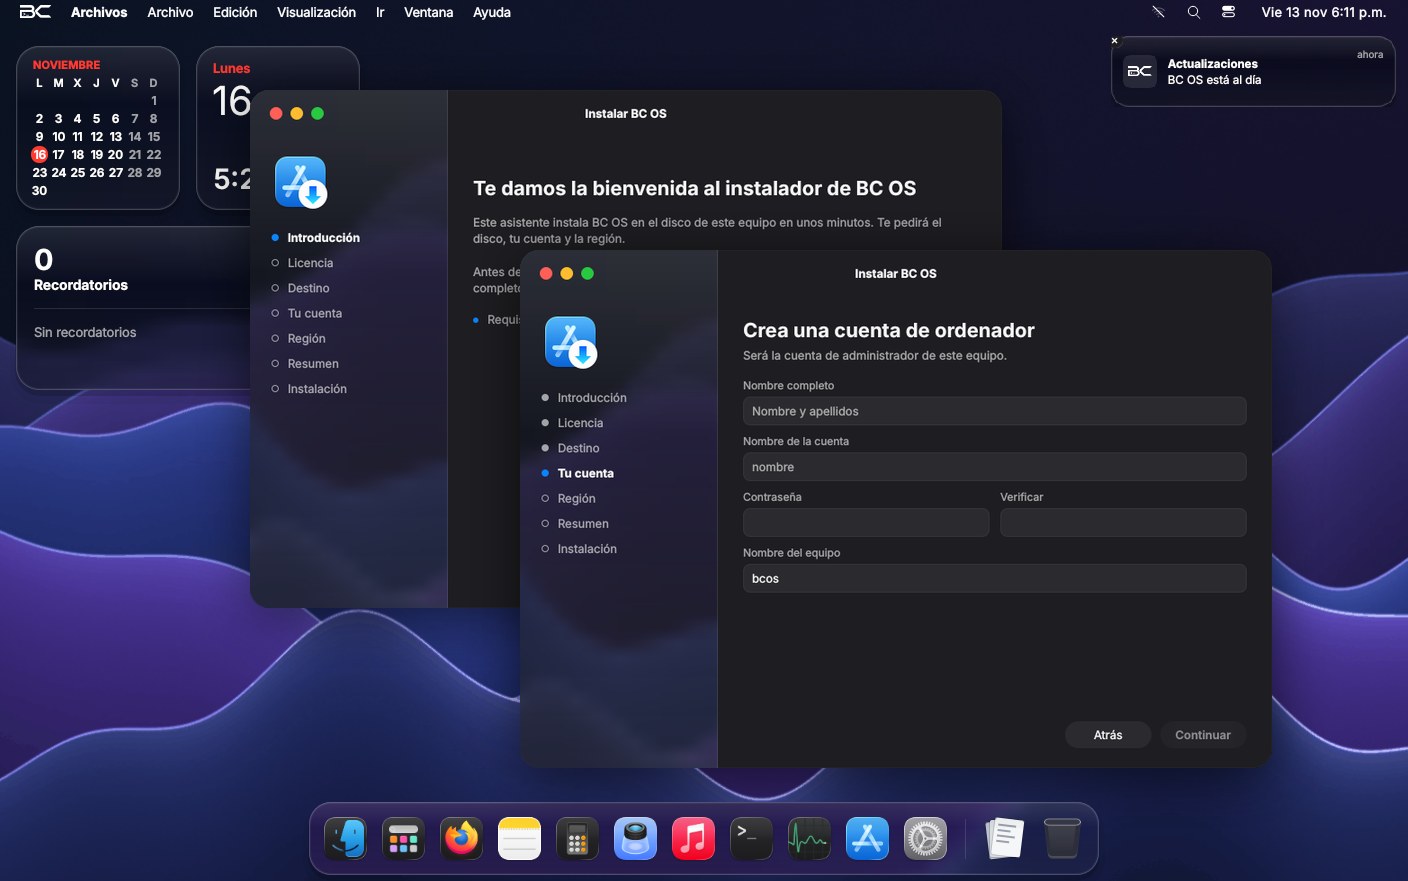 BC Archivos Archivo Edición Visualización Ir Ventana Ayuda
Vie 13 nov 6:11 p.m.
NOVIEMBRE
L M X J V S D
1
2 3 4 5 6 7 8
9 10 11 12 13 14 15
16 17 18 19 20 21 22
23 24 25 26 27 28 29
30
Lunes
16
5:2
0
Recordatorios
Sin recordatorios
BC
Actualizaciones
ahora
BC OS está al día
Instalar BC OS
Introducción
Licencia
Destino
Tu cuenta
Región
Resumen
Instalación
Te damos la bienvenida al instalador de BC OS
Este asistente instala BC OS en el disco de este equipo en unos minutos. Te pedirá el
disco, tu cuenta y la región.
Antes de
Instalar BC OS
Introducción
Licencia
Destino
Tu cuenta
Región
Resumen
Instalación
Crea una cuenta de ordenador
Será la cuenta de administrador de este equipo.
Nombre completo
Nombre y apellidos
Nombre de la cuenta
nombre
Contraseña
Verificar
Nombre del equipo
bcos
Atrás
Continuar